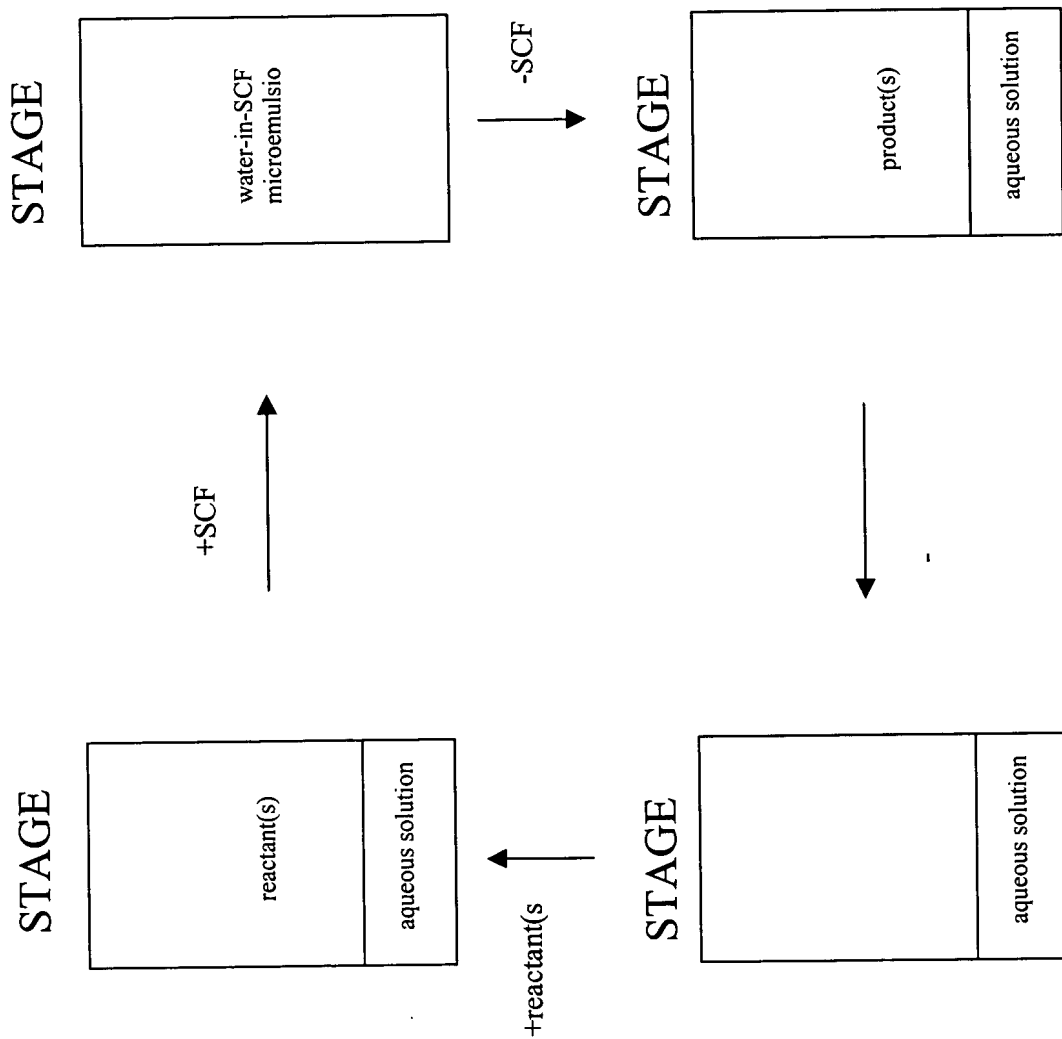 STAGE
reactant(s)
aqueous solution
+SCF
STAGE
water-in-SCF
microemulsio
-SCF
STAGE
product(s)
aqueous solution
-
STAGE
aqueous solution
+reactant(s